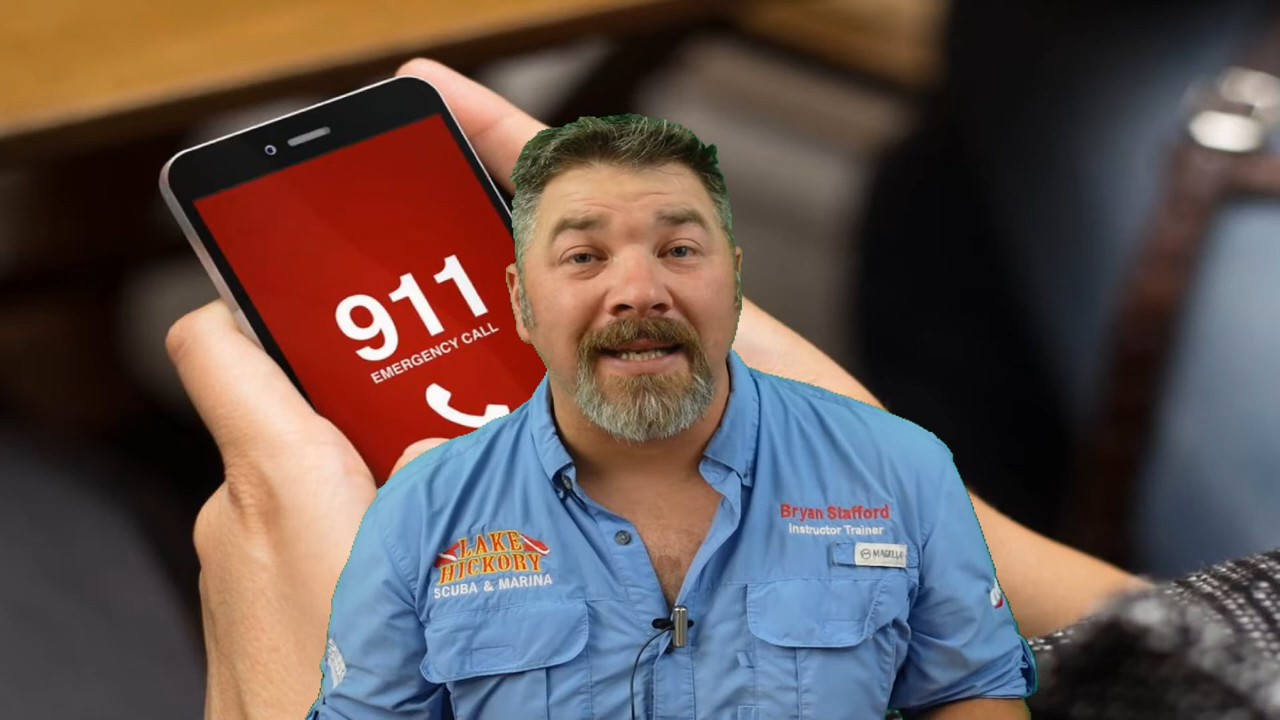 911
EMERGENCY CALL
LAKE
HICKORY
SCUBA & MARINA
Bryan Stafford
Instructor Trainer
MAGELLAN